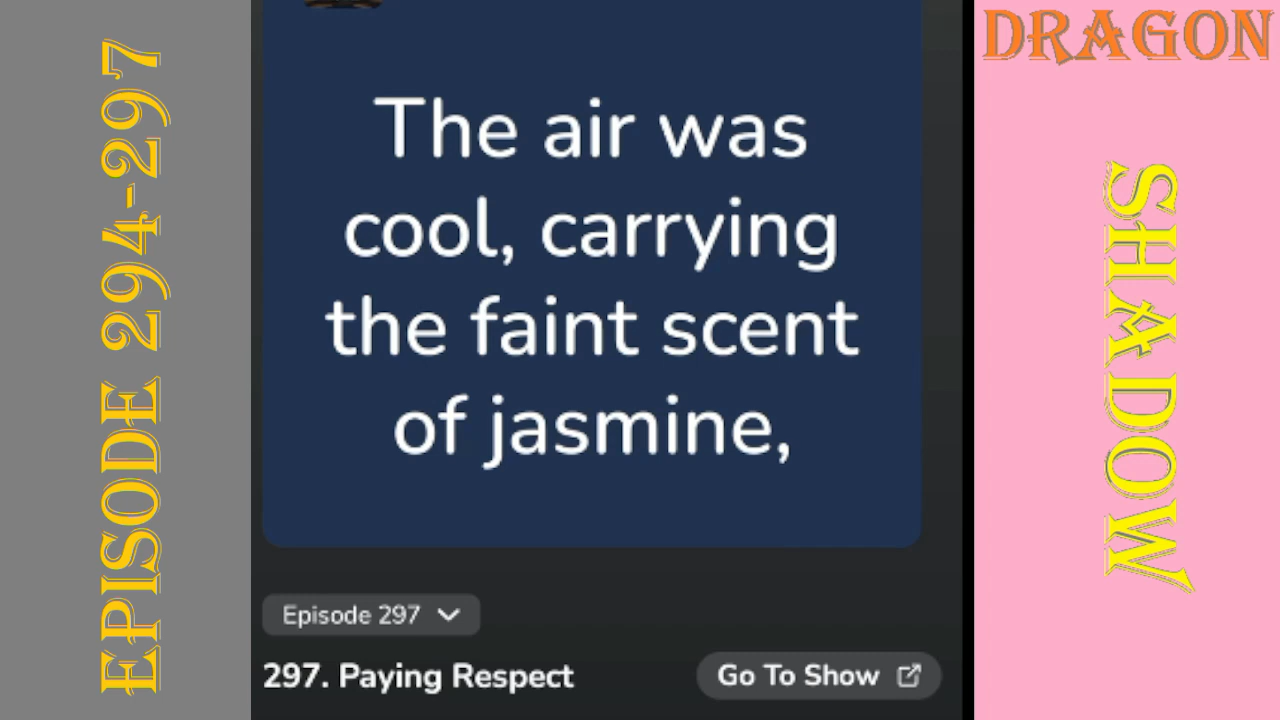 EPISODE 294-297
The air was
cool, carrying
the faint scent
of jasmine,
Episode 297
297. Paying Respect
Go To Show
DRAGON
SHADOW